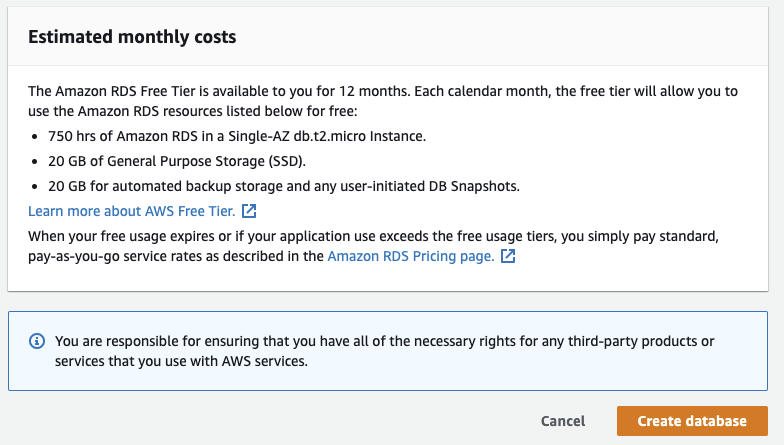 Estimated monthly costs
The Amazon RDS Free Tier is available to you for 12 months. Each calendar month, the free tier will allow you to
use the Amazon RDS resources listed below for free:
• 750 hrs of Amazon RDS in a Single-AZ db.t2.micro Instance.
• 20 GB of General Purpose Storage (SSD).
• 20 GB for automated backup storage and any user-initiated DB Snapshots.
Learn more about AWS Free Tier.
When your free usage expires or if your application use exceeds the free usage tiers, you simply pay standard,
pay-as-you-go service rates as described in the Amazon RDS Pricing page.
You are responsible for ensuring that you have all of the necessary rights for any third-party products or
services that you use with AWS services.
Cancel Create database